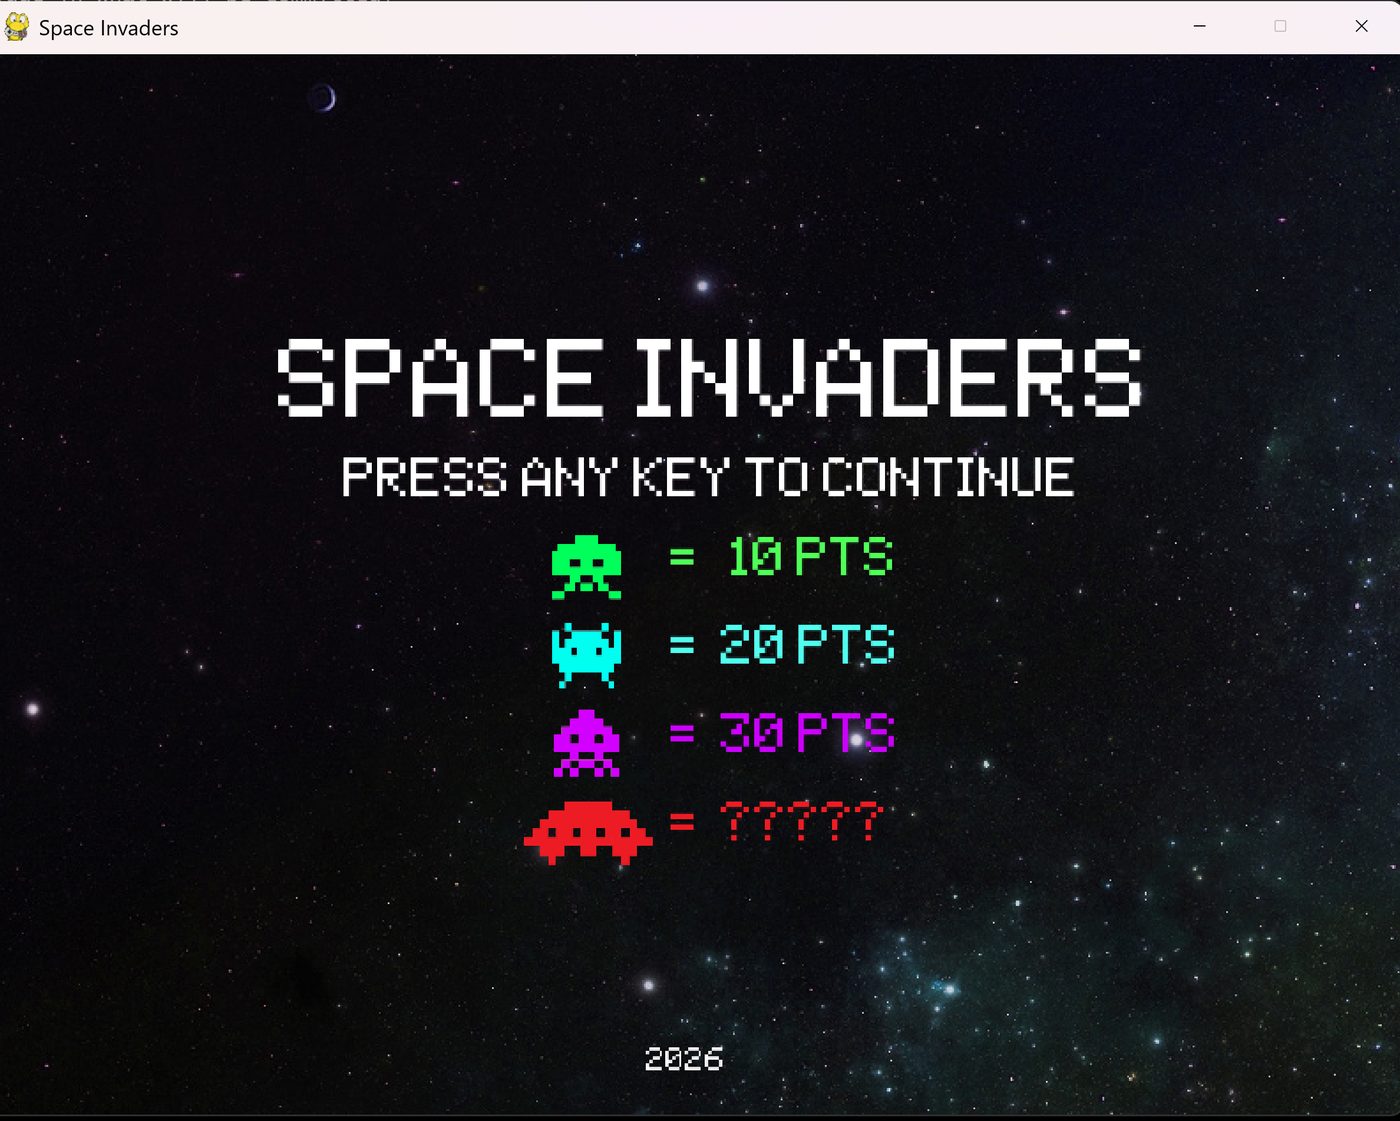 Space Invaders
SPACE INVADERS
PRESS ANY KEY TO CONTINUE
= 10 PTS
= 20 PTS
= 30 PTS
= ?????
2026